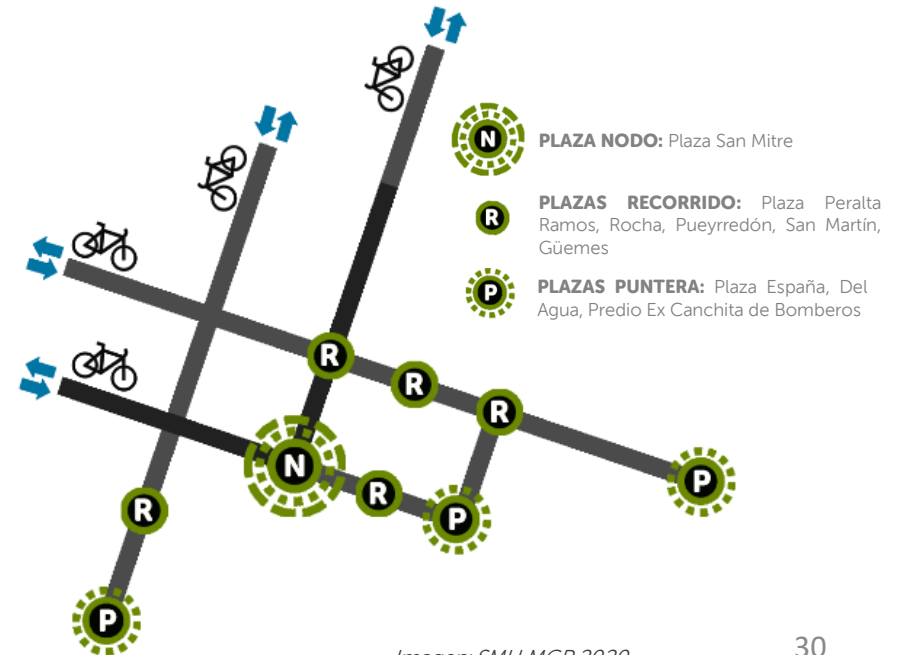 N PLAZA NODO: Plaza San Mitre
R PLAZAS RECORRIDO: Plaza Peralta
Ramos, Rocha, Pueyrredón, San Martín,
Güemes
P PLAZAS PUNTERA: Plaza España, Del
Agua, Predio Ex Canchita de Bomberos
R
R
R
N
R
P
P
R
P
30